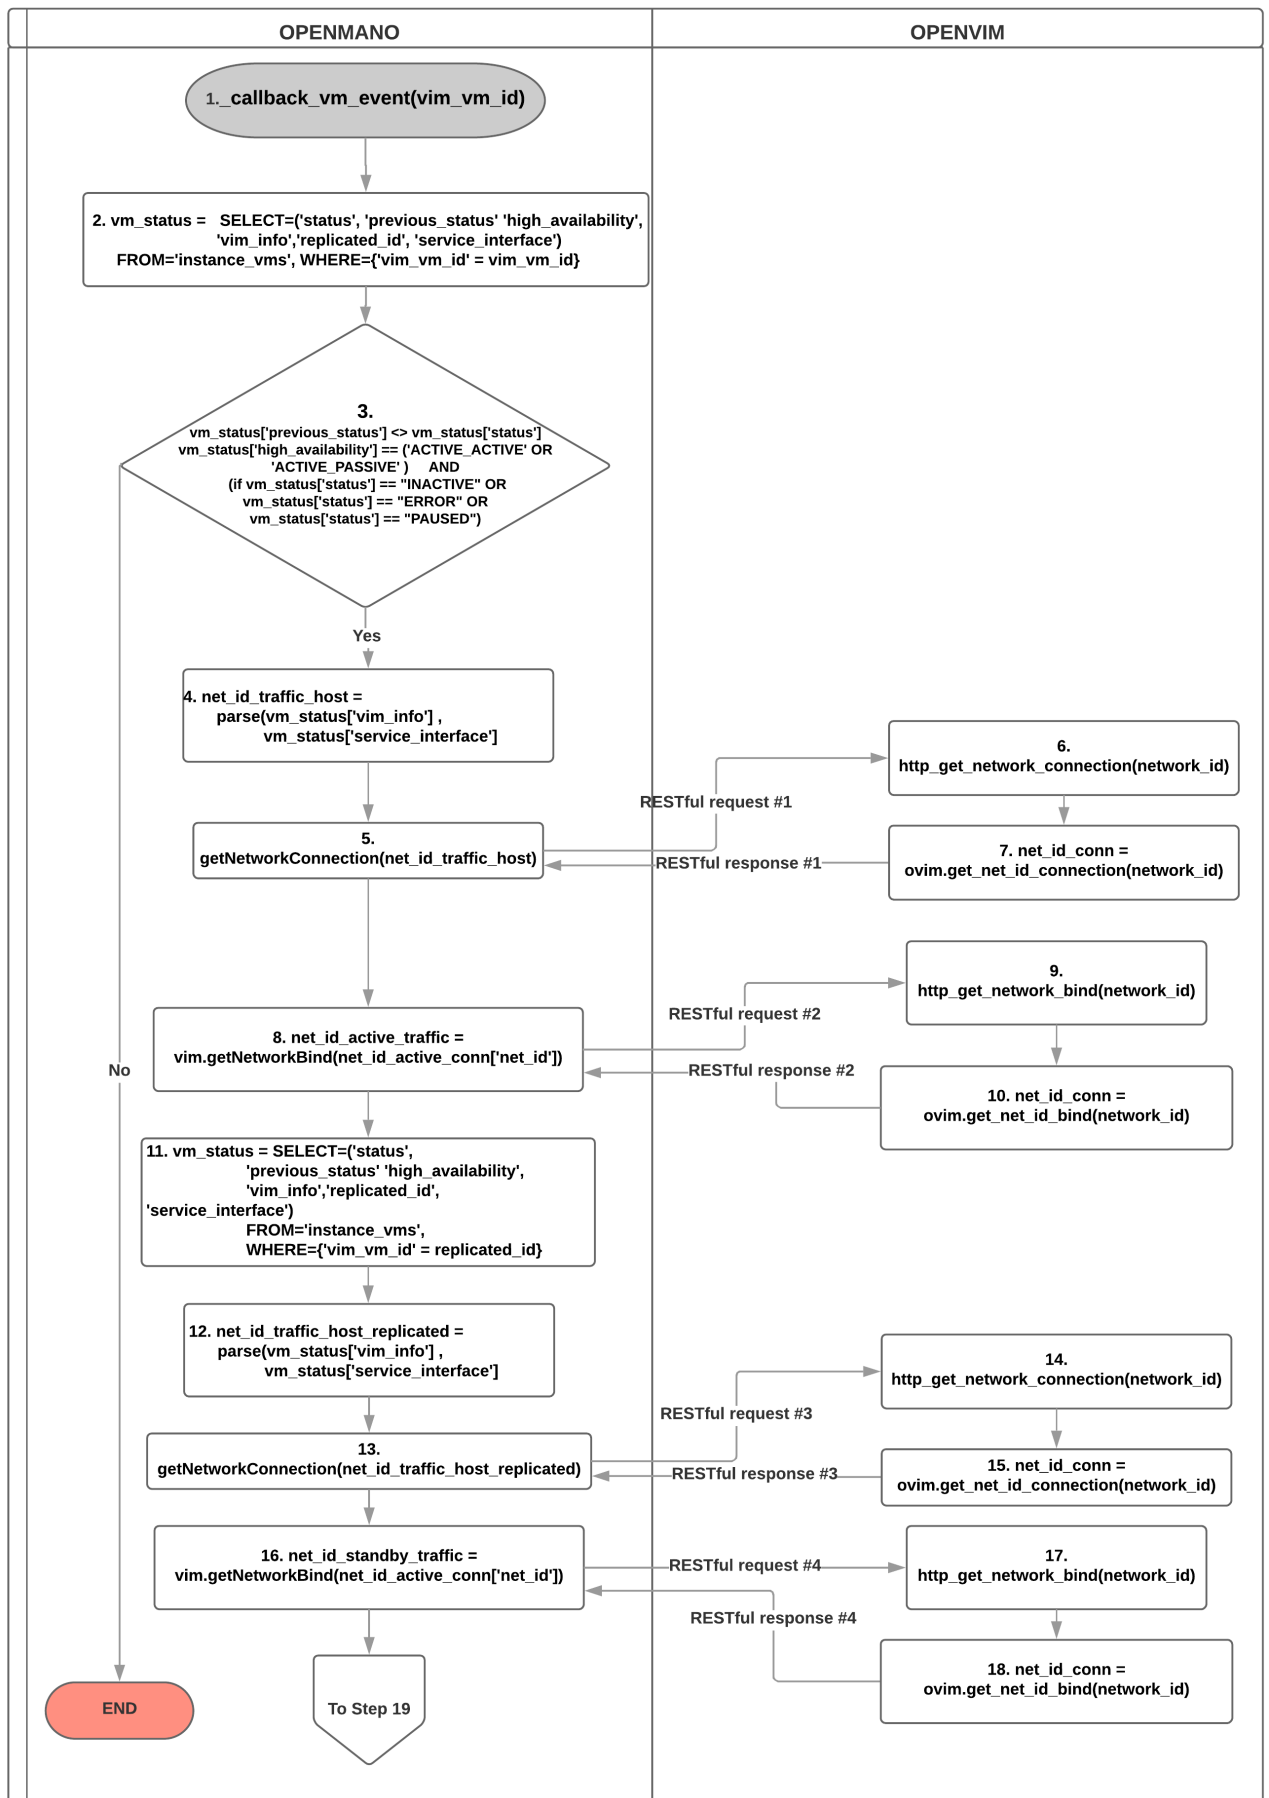 OPENMANO
OPENVIM
1._callback_vm_event(vim_vm_id)
2. vm_status = SELECT=('status', 'previous_status' 'high_availability',
'vim_info','replicated_id', 'service_interface')
FROM='instance_vms', WHERE={'vim_vm_id' = vim_vm_id}
3.
vm_status['previous_status'] <> vm_status['status']
vm_status['high_availability'] == ('ACTIVE_ACTIVE' OR
'ACTIVE_PASSIVE' ) AND
(if vm_status['status'] == "INACTIVE" OR
vm_status['status'] == "ERROR" OR
vm_status['status'] == "PAUSED")
Yes
4. net_id_traffic_host =
parse(vm_status['vim_info'] ,
vm_status['service_interface']
6.
http_get_network_connection(network_id)
RESTful request #1
5.
getNetworkConnection(net_id_traffic_host)
RESTful response #1
7. net_id_conn =
ovim.get_net_id_connection(network_id)
9.
http_get_network_bind(network_id)
RESTful request #2
8. net_id_active_traffic =
vim.getNetworkBind(net_id_active_conn['net_id'])
No
RESTful response #2
10. net_id_conn =
ovim.get_net_id_bind(network_id)
11. vm_status = SELECT=('status',
'previous_status' 'high_availability',
'vim_info','replicated_id',
'service_interface')
FROM='instance_vms',
WHERE={'vim_vm_id' = replicated_id}
12. net_id_traffic_host_replicated =
parse(vm_status['vim_info'] ,
vm_status['service_interface']
14.
http_get_network_connection(network_id)
RESTful request #3
13.
getNetworkConnection(net_id_traffic_host_replicated)
RESTful response #3
15. net_id_conn =
ovim.get_net_id_connection(network_id)
16. net_id_standby_traffic =
vim.getNetworkBind(net_id_active_conn['net_id'])
RESTful request #4
17.
http_get_network_bind(network_id)
RESTful response #4
18. net_id_conn =
ovim.get_net_id_bind(network_id)
END
To Step 19